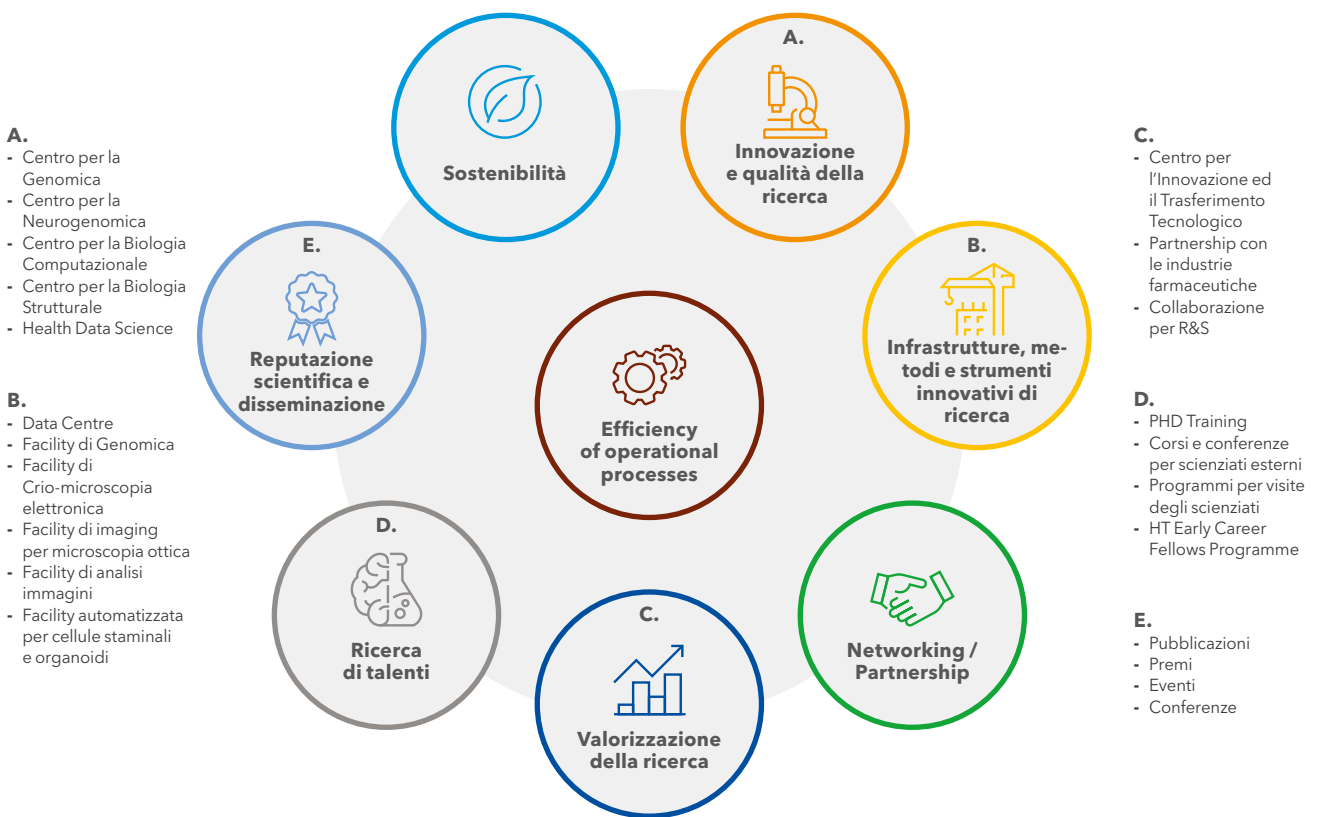 A.
- Centro per la
Genomica
- Centro per la
Neurogenomica
- Centro per la Biologia
Computazionale
- Centro per la Biologia
Strutturale
- Health Data Science
B.
- Data Centre
- Facility di Genomica
- Facility di
Crio-microscopia
elettronica
- Facility di imaging
per microscopia ottica
- Facility di analisi
immagini
- Facility automatizzata
per cellule staminali
e organoidi
Sostenibilità
A.
Innovazione
e qualità della
ricerca
E.
Reputazione
scientifica e
disseminazione
B.
Infrastrutture, me-
todi e strumenti
innovativi di
ricerca
Efficiency
of operational
processes
D.
Ricerca
di talenti
C.
Valorizzazione
della ricerca
Networking /
Partnership
C.
- Centro per
l'Innovazione ed
il Trasferimento
Tecnologico
- Partnership con
le industrie
farmaceutiche
- Collaborazione
per R&S
D.
- PHD Training
- Corsi e conferenze
per scienziati esterni
- Programmi per visite
degli scienziati
- HT Early Career
Fellows Programme
E.
- Pubblicazioni
- Premi
- Eventi
- Conferenze